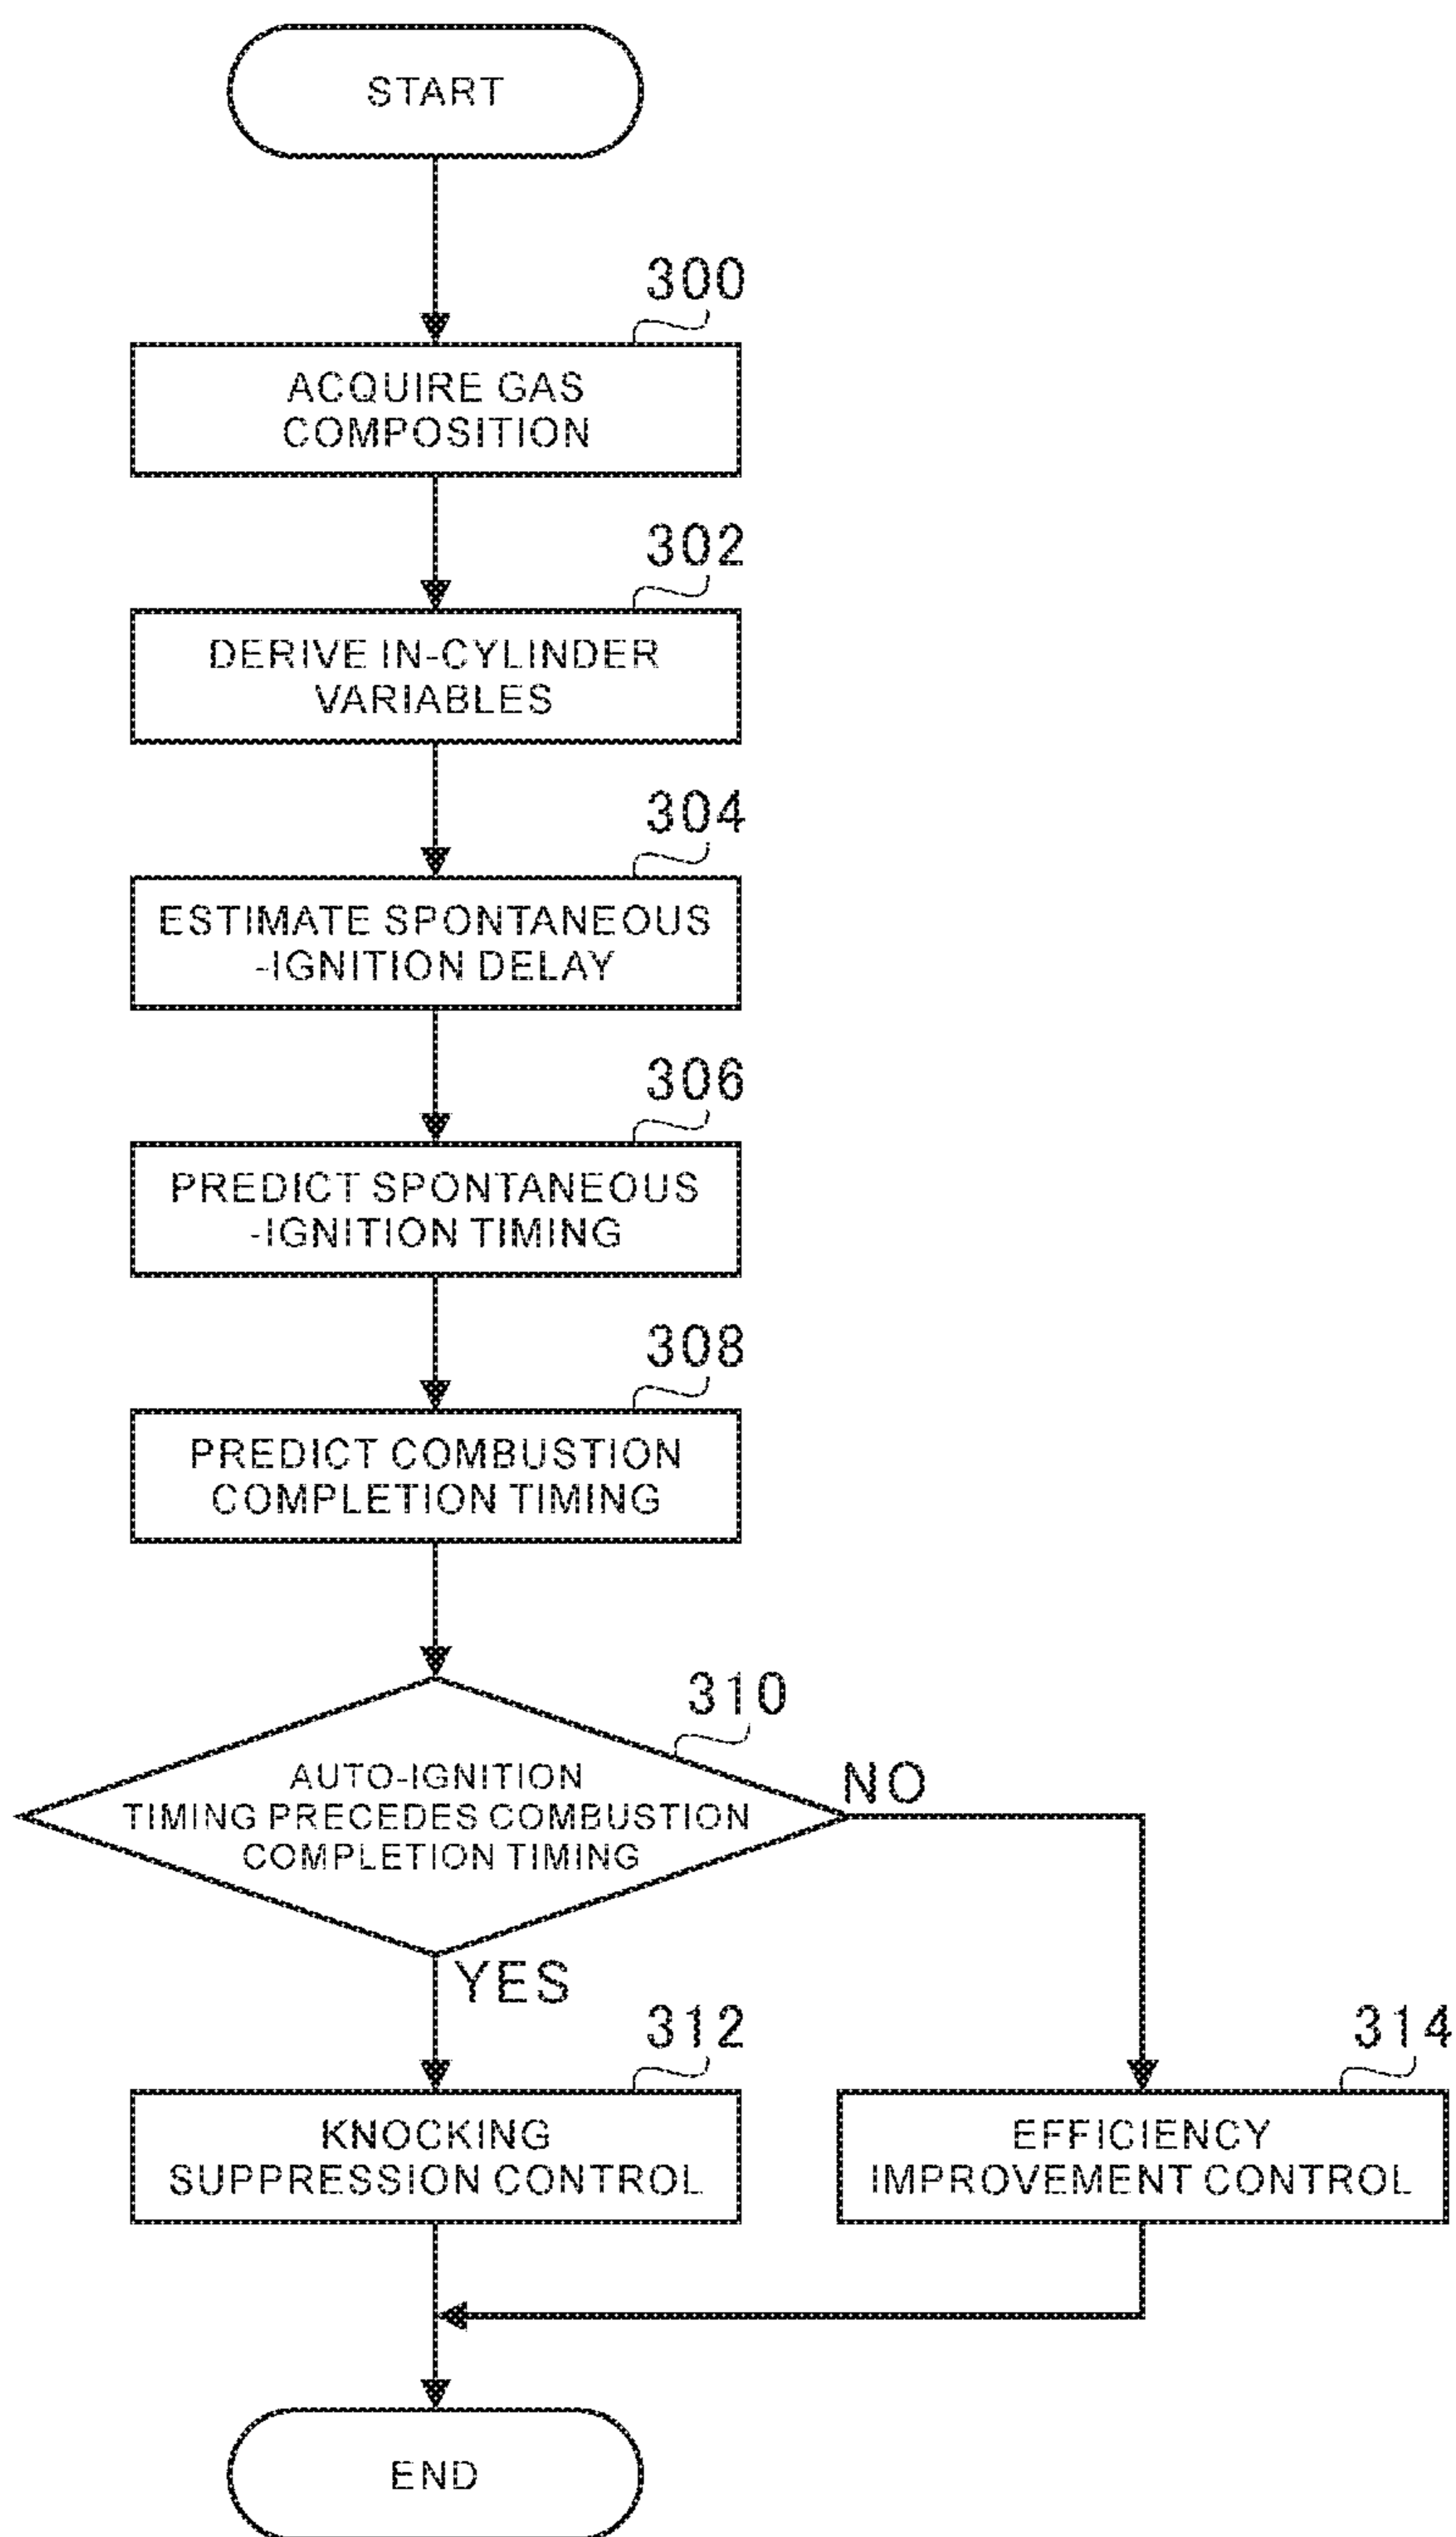 START
300
ACQUIRE GAS
COMPOSITION
302
DERIVE IN-CYLINDER
VARIABLES
304
ESTIMATE SPONTANEOUS
-IGNITION DELAY
306
PREDICT SPONTANEOUS
-IGNITION TIMING
308
PREDICT COMBUSTION
COMPLETION TIMING
310
AUTO-IGNITION
TIMING PRECEDES COMBUSTION
COMPLETION TIMING
NO
YES
312
KNOCKING
SUPPRESSION CONTROL
314
EFFICIENCY
IMPROVEMENT CONTROL
END